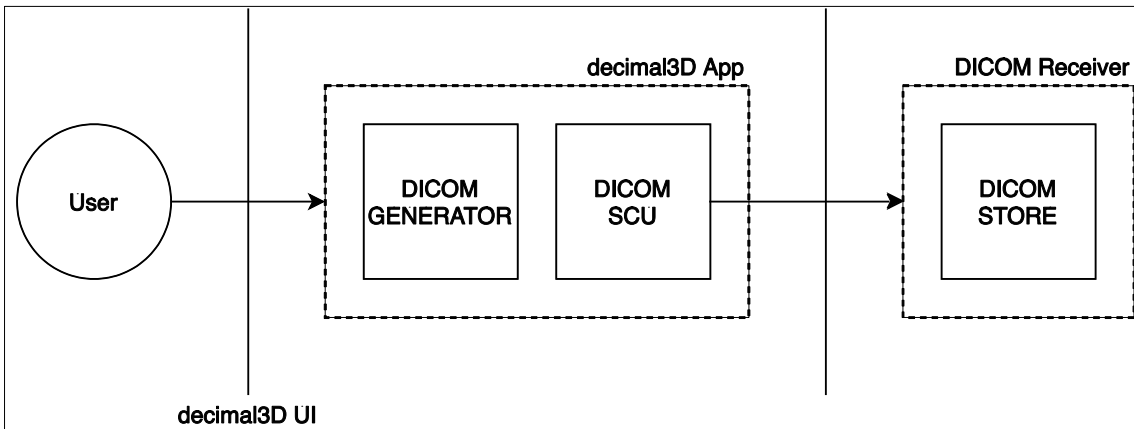 decimal3D App
DICOM Receiver
User
DICOM
GENERATOR
DICOM
SCU
DICOM
STORE
decimal3D UI